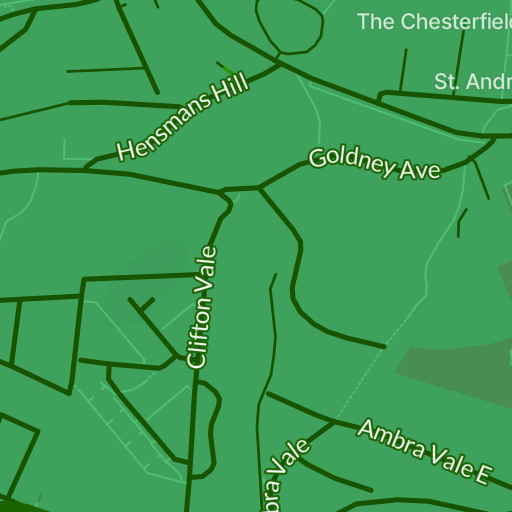 The Chesterfield
St. Andr
Hensmans Hill
Goldney Ave
Clifton Vale
Ambra Vale E
bra Vale